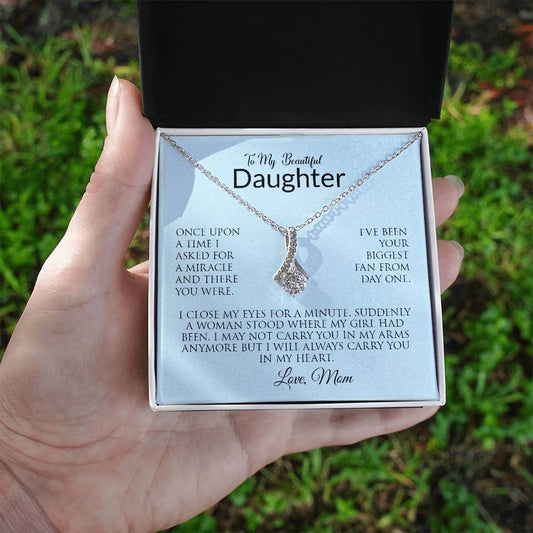 To My Beautiful
Daughter
ONCE UPON
A TIME I
ASKED FOR
A MIRACLE
AND THERE
YOU WERE.
I'VE BEEN
YOUR
BIGGEST
FAN FROM
DAY ONE.
I CLOSE MY EYES FOR A MINUTE, SUDDENLY
A WOMAN STOOD WHERE MY GIRL HAD
BEEN. I MAY NOT CARRY YOU IN MY ARMS
ANYMORE BUT I WILL ALWAYS CARRY YOU
IN MY HEART.
Love, Mom